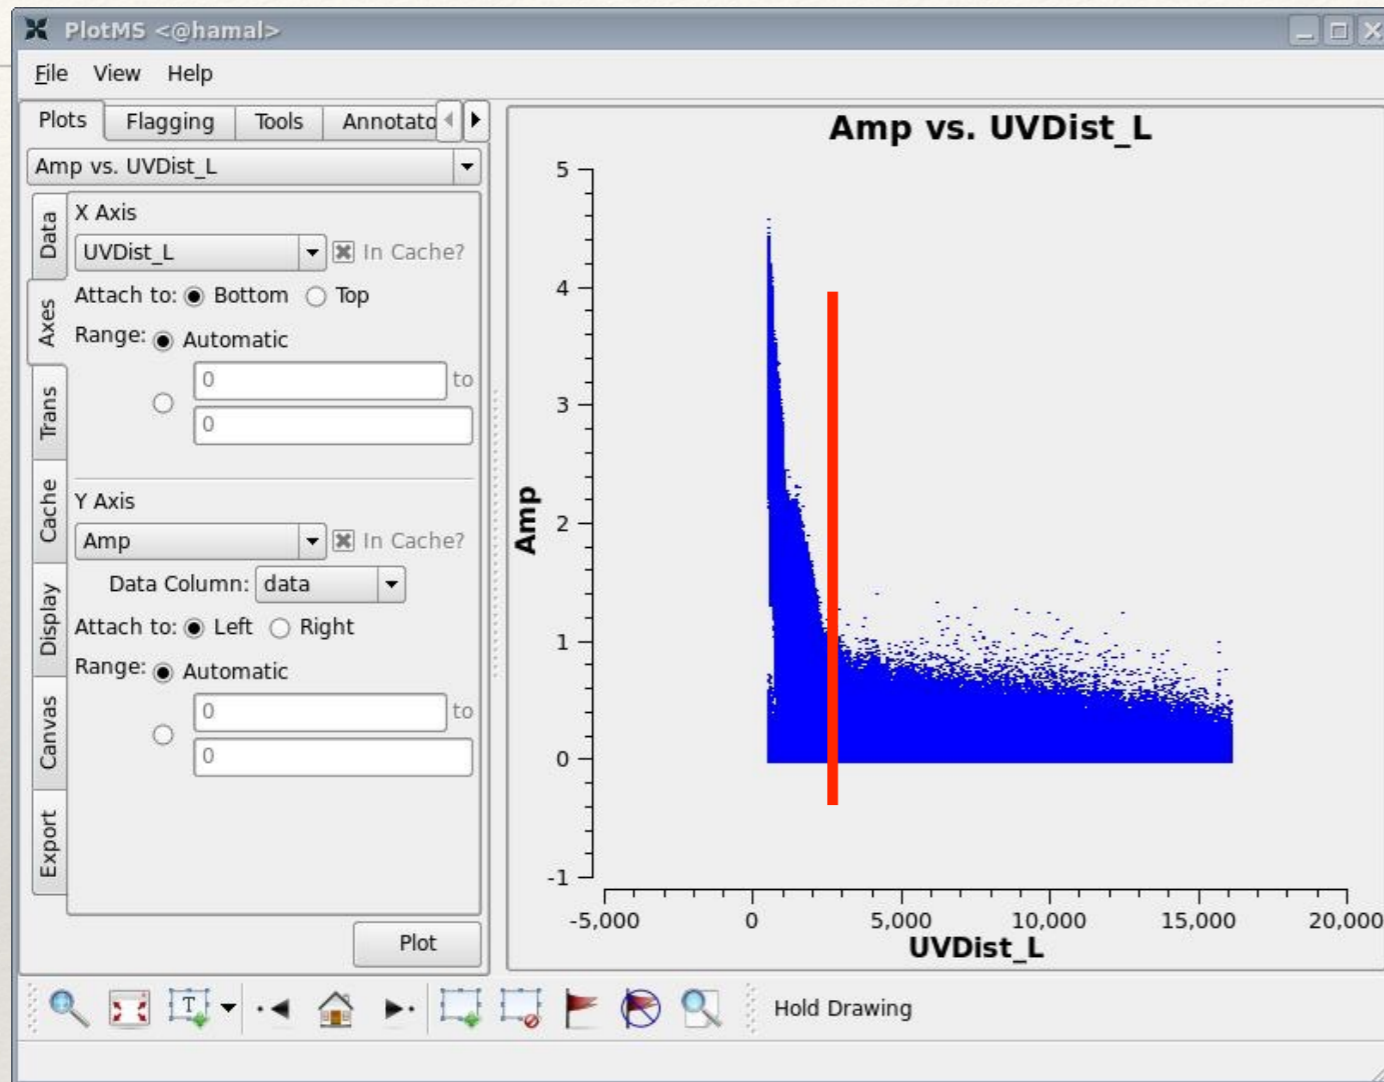 PlotMS <@hamal>
File View Help
Plots Flagging Tools Annotato
Amp vs. UVDist_L
Data
Axes
Trans
Cache
Display
Canvas
Export
X Axis
UVDist_L In Cache?
Attach to: Bottom Top
Range: Automatic
0 to
0
Y Axis
Amp In Cache?
Data Column: data
Attach to: Left Right
Range: Automatic
0 to
0
Plot
Amp vs. UVDist_L
5
4
3
2
1
0
-1
Amp
-5,000 0 5,000 10,000 15,000 20,000
UVDist_L
T
Hold Drawing